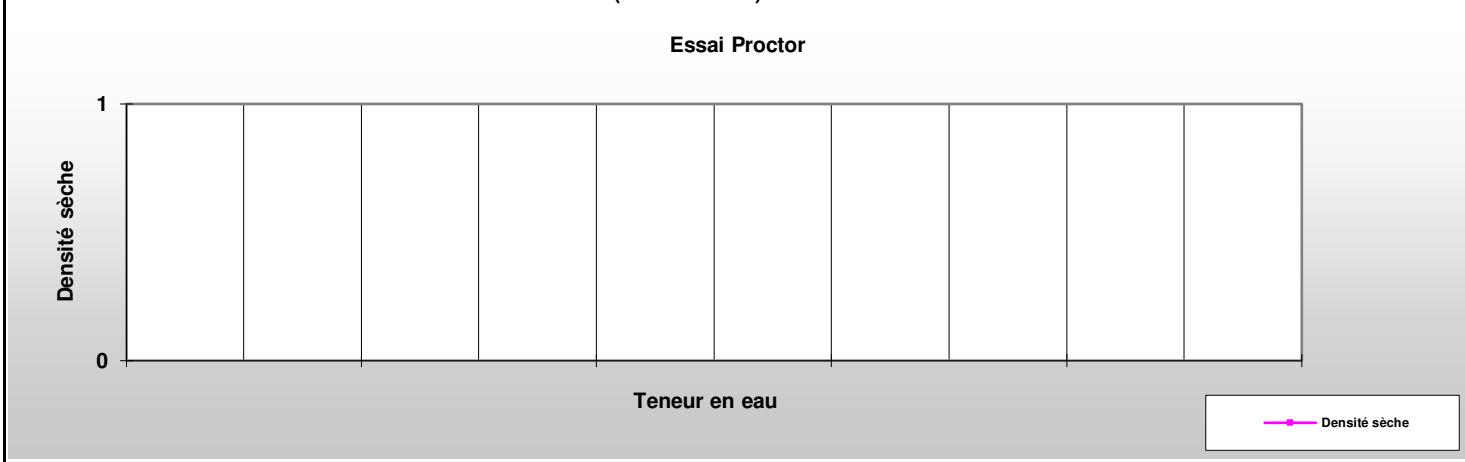 Essai Proctor
1
Densité sèche
0
Teneur en eau
Densité sèche